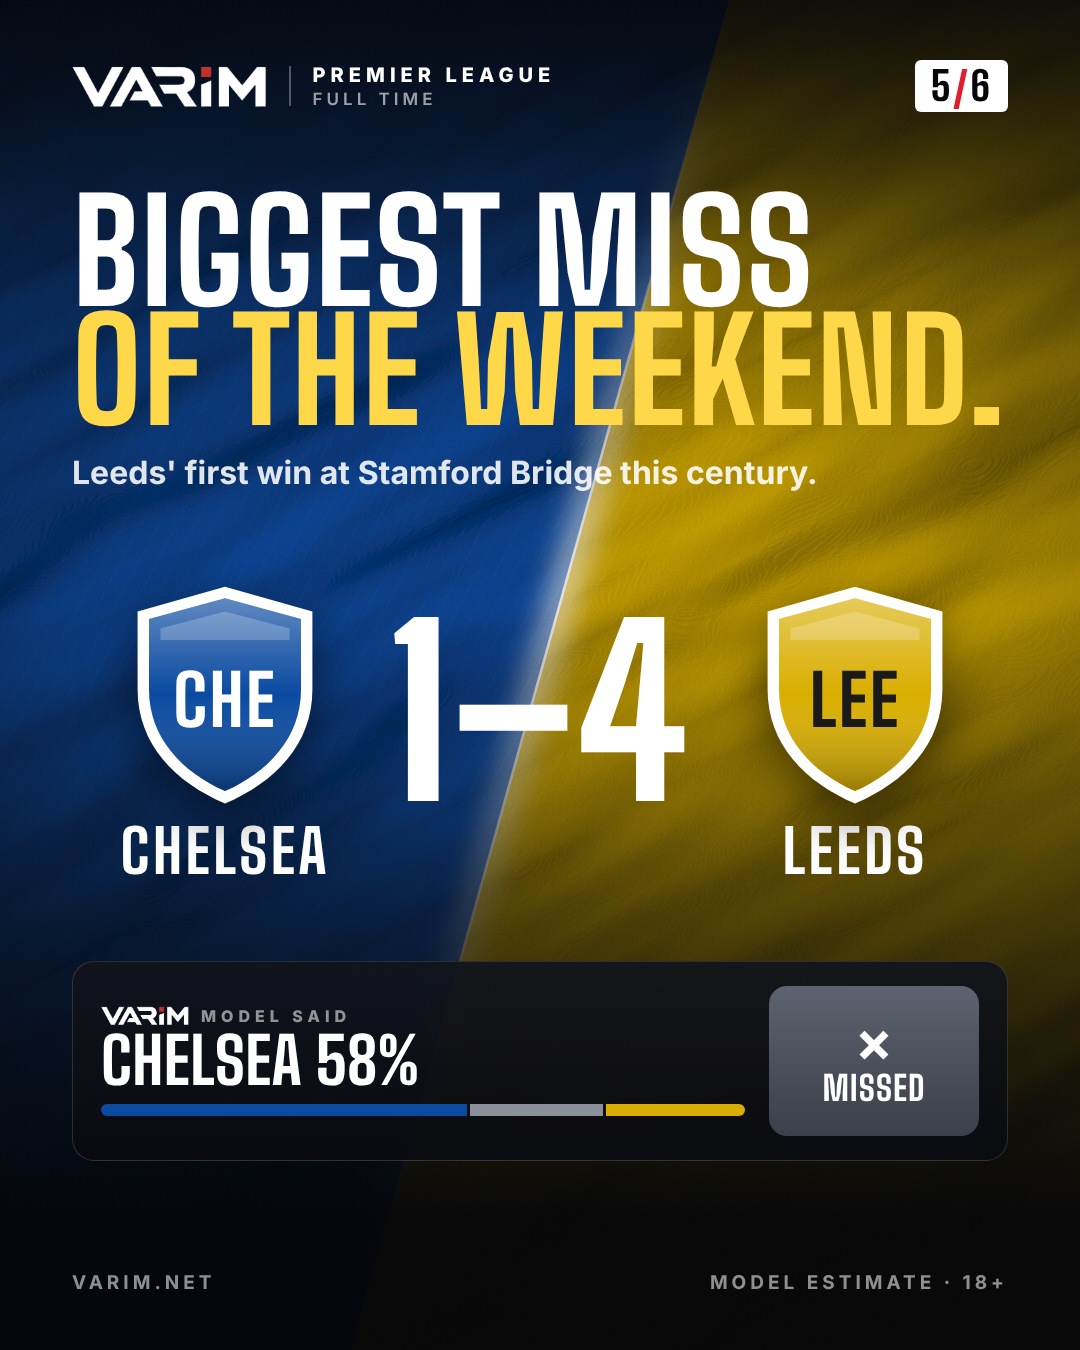 VARiM
PREMIER LEAGUE
FULL TIME
5/6
BIGGEST MISS
OF THE WEEKEND.
Leeds' first win at Stamford Bridge this century.
CHE
1–4
LEE
CHELSEA
LEEDS
VARiM MODEL SAID
CHELSEA 58%
×
MISSED
VARIM.NET
MODEL ESTIMATE · 18+